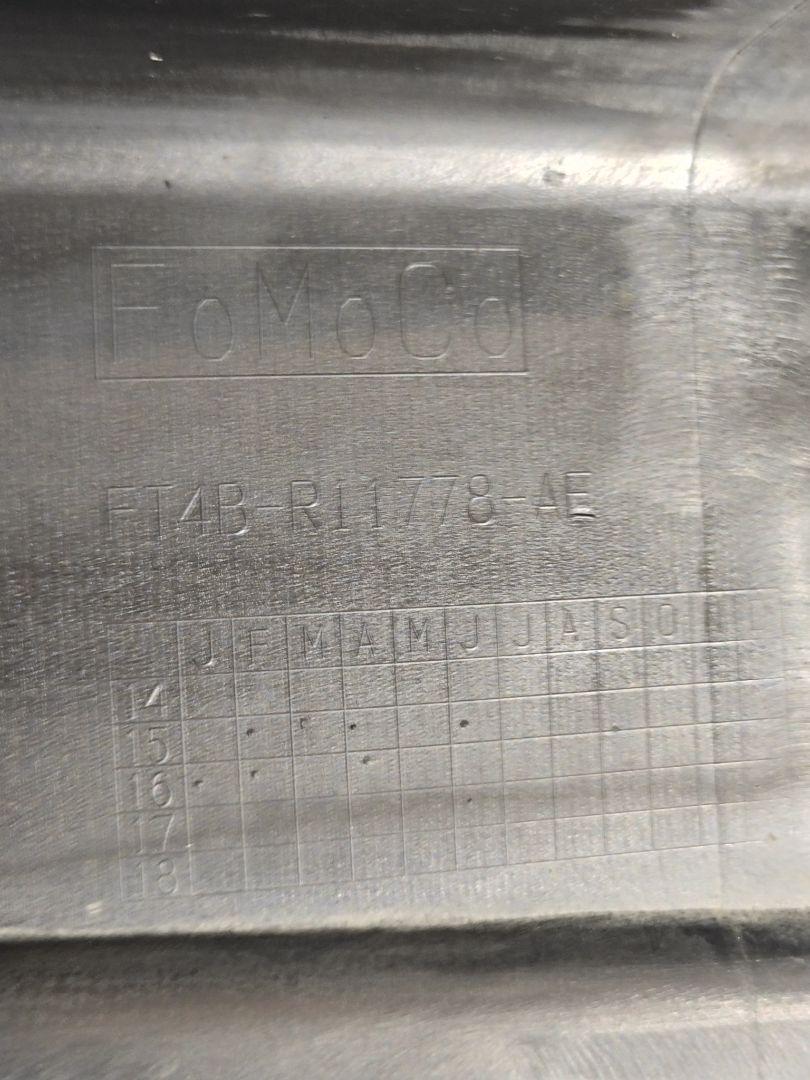 FoMoCo
FT4B-R11778-AE
J F M A M J J A S O N D
14
15
16
17
18